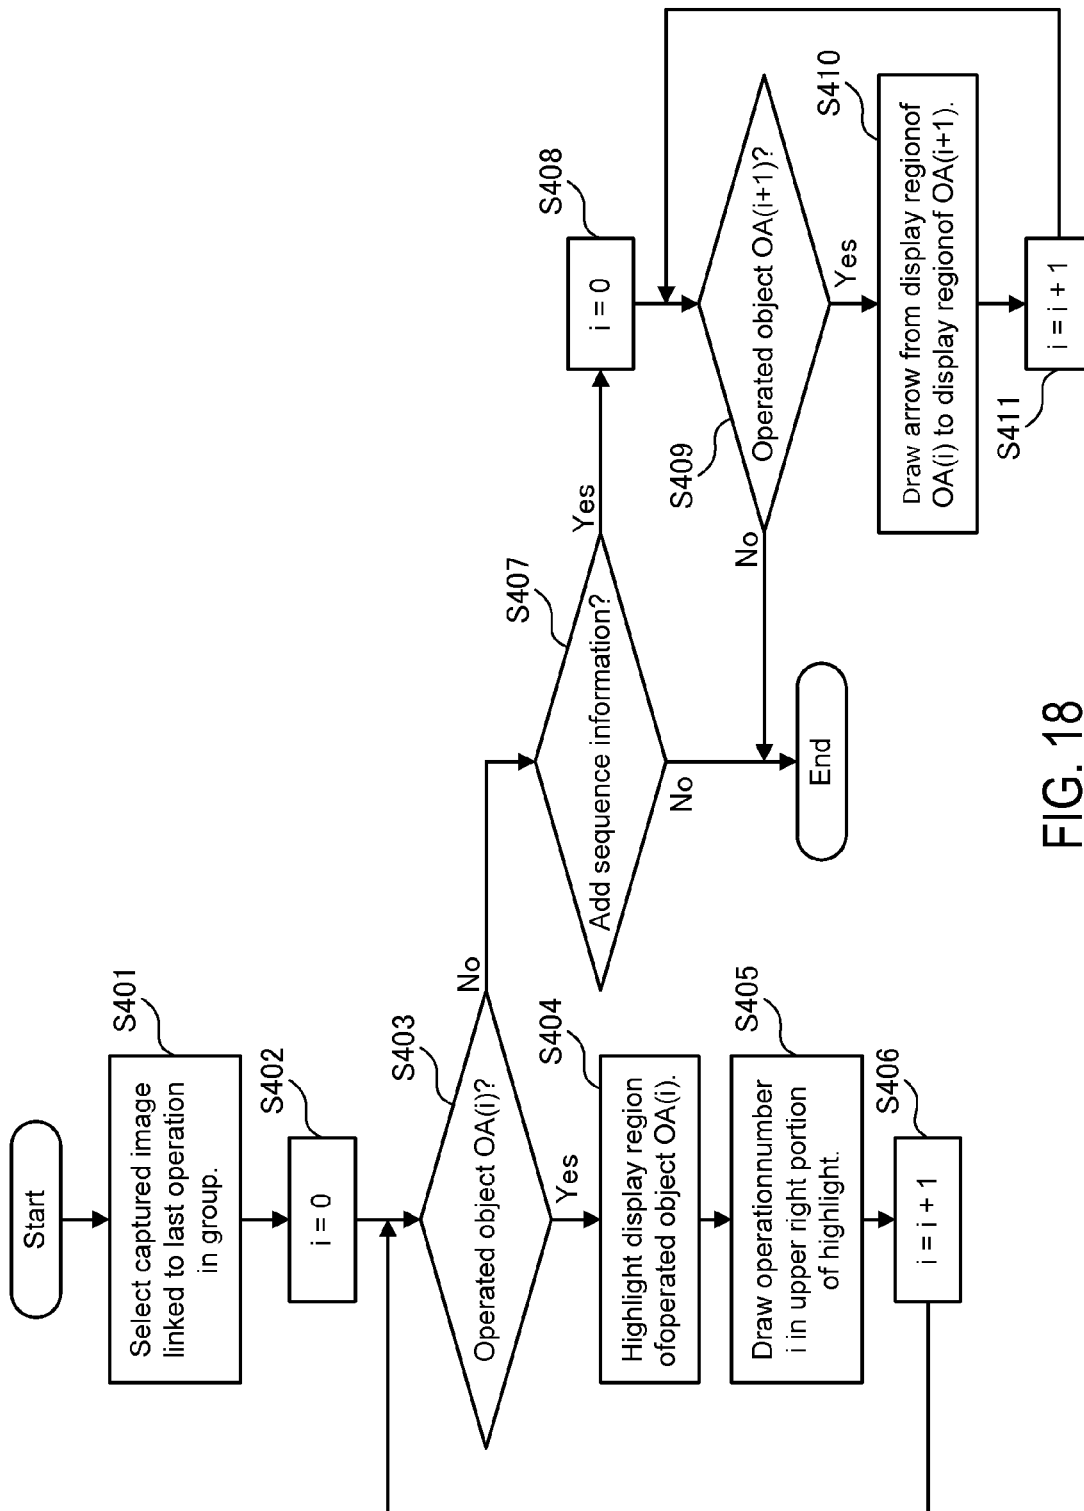 Start
S401
Select captured image
linked to last operation
in group.
S402
i = 0
S403
Operated object OA(i)?
No
Yes
S404
Highlight display region
ofoperated object OA(i).
S405
Draw operationnumber
i in upper right portion
of highlight.
S406
i = i + 1
S407
Add sequence information?
Yes
No
S408
i = 0
S409
Operated object OA(i+1)?
No
Yes
S410
Draw arrow from display regionof
OA(i) to display regionof OA(i+1).
S411
i = i + 1
End
FIG. 18